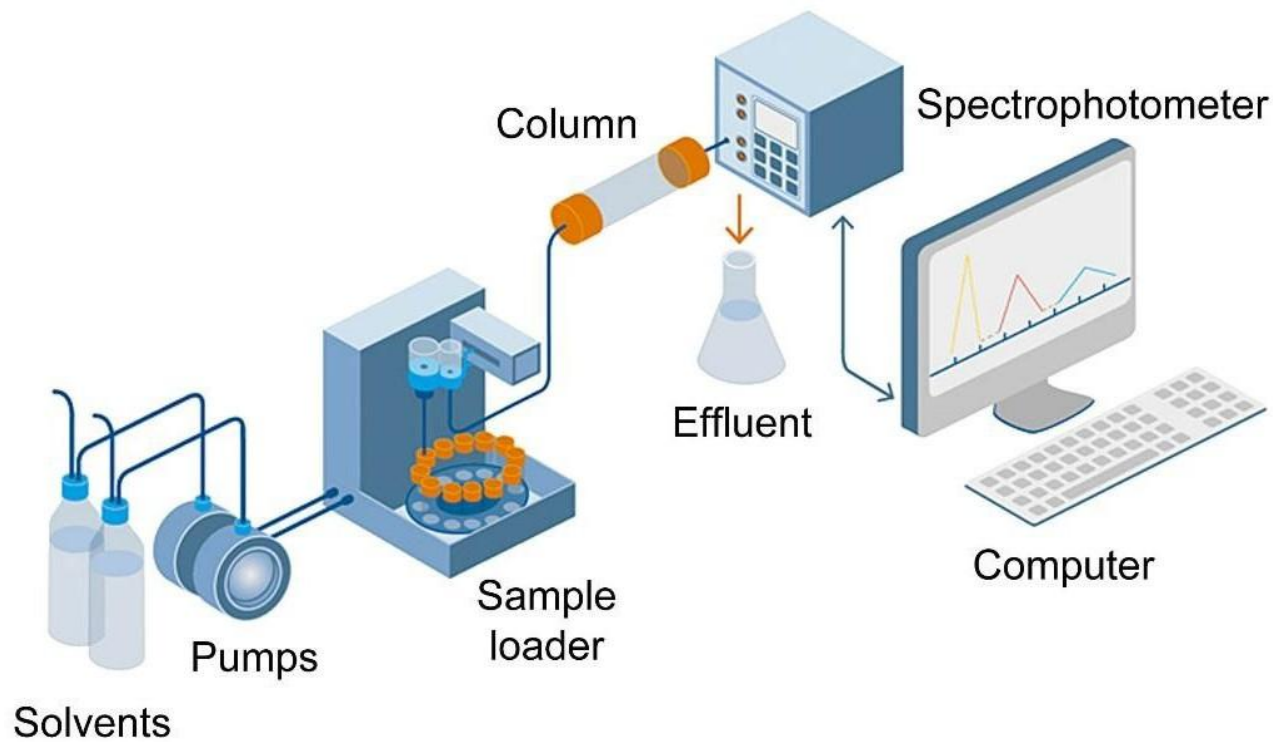 Column
Spectrophotometer
Effluent
Computer
Sample
loader
Pumps
Solvents